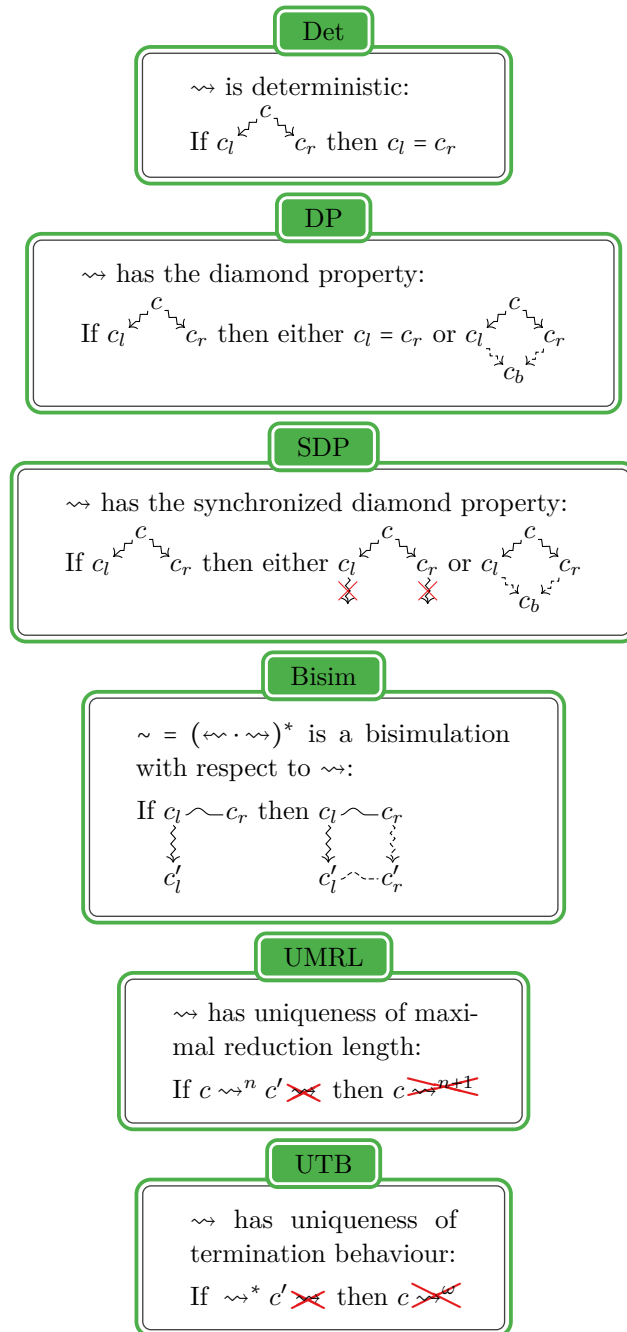 Det
⇝ is deterministic:
If c_l ⇜ c ⇝ c_r then c_l = c_r
DP
⇝ has the diamond property:
If c_l ⇜ c ⇝ c_r then either c_l = c_r or c_l ⇜ c ⇝ c_r, c_l ⇝ c_b ⇜ c_r
SDP
⇝ has the synchronized diamond property:
If c_l ⇜ c ⇝ c_r then either c_l ⇜ c ⇝ c_r or c_l ⇜ c ⇝ c_r, c_l ⇝ c_b ⇜ c_r
Bisim
∼ = (⇜ · ⇝)* is a bisimulation
with respect to ⇝:
If c_l c_r then c_l c_r
c′_l c′_l c′_r
UMRL
⇝ has uniqueness of maxi-
mal reduction length:
If c ⇝^n c′ ⇝ then c ⇝^{n+1}
UTB
⇝ has uniqueness of
termination behaviour:
If ⇝* c′ ⇝ then c ⇝^ω